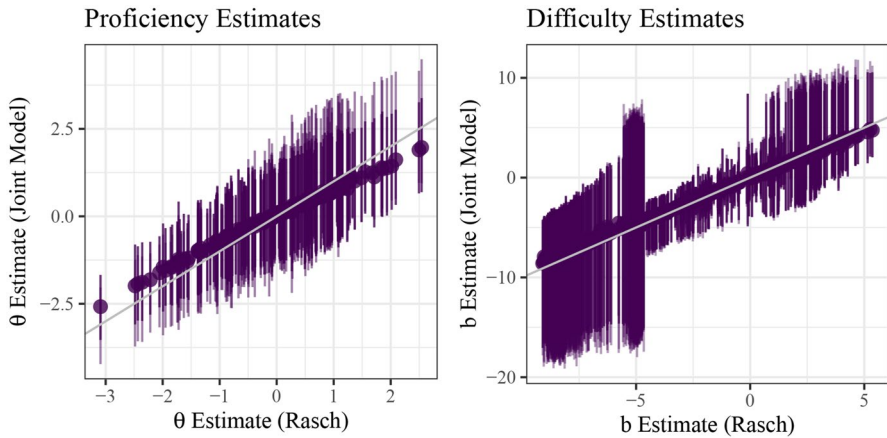 Proficiency Estimates
θ Estimate (Joint Model)
2.5
0.0
−2.5
−3
−2
−1
0
1
2
θ Estimate (Rasch)
Difficulty Estimates
b Estimate (Joint Model)
10
0
−10
−20
−5
0
5
b Estimate (Rasch)